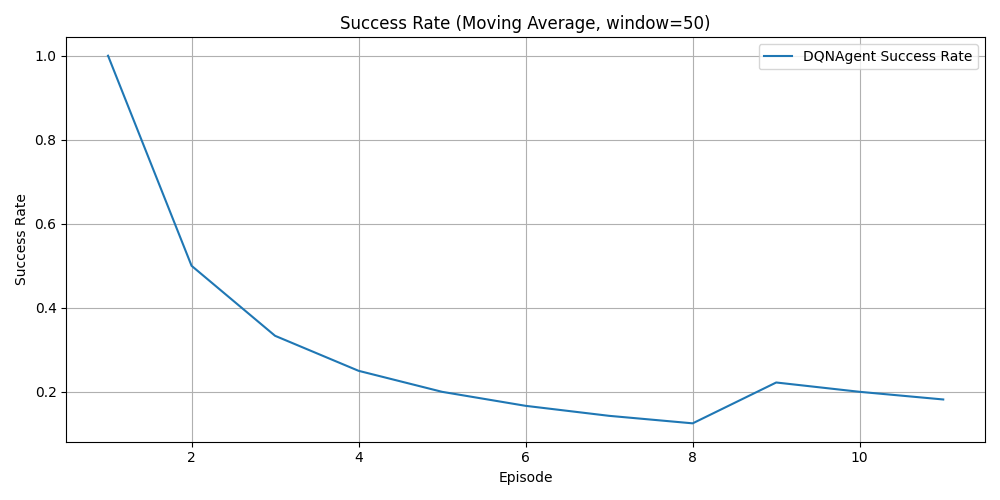 Success Rate (Moving Average, window=50)
DQNAgent Success Rate
1.0
0.8
0.6
0.4
0.2
Success Rate
2 4 6 8 10
Episode